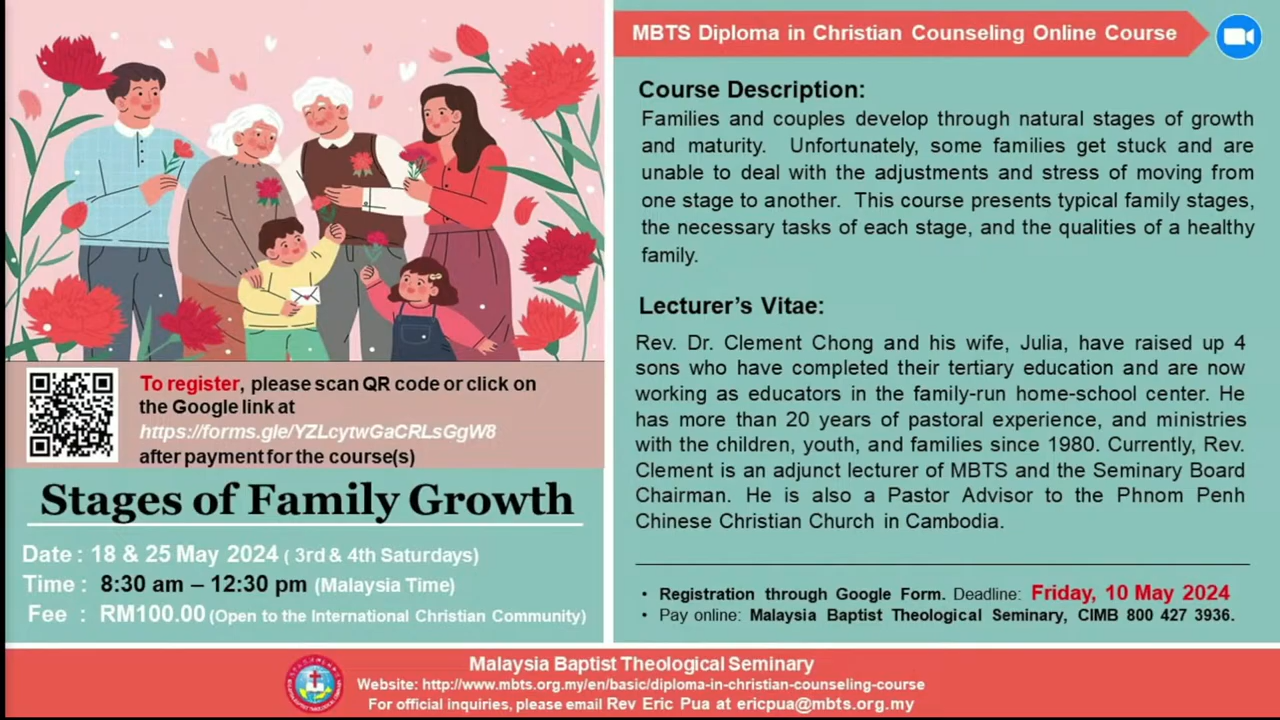 To register, please scan QR code or click on
the Google link at
https://forms.gle/YZLcytwGaCRLsGgW8
after payment for the course(s)
Stages of Family Growth
Date : 18 & 25 May 2024 ( 3rd & 4th Saturdays)
Time : 8:30 am – 12:30 pm (Malaysia Time)
Fee : RM100.00 (Open to the International Christian Community)
MBTS Diploma in Christian Counseling Online Course
Course Description:
Families and couples develop through natural stages of growth
and maturity. Unfortunately, some families get stuck and are
unable to deal with the adjustments and stress of moving from
one stage to another. This course presents typical family stages,
the necessary tasks of each stage, and the qualities of a healthy
family.
Lecturer’s Vitae:
Rev. Dr. Clement Chong and his wife, Julia, have raised up 4
sons who have completed their tertiary education and are now
working as educators in the family-run home-school center. He
has more than 20 years of pastoral experience, and ministries
with the children, youth, and families since 1980. Currently, Rev.
Clement is an adjunct lecturer of MBTS and the Seminary Board
Chairman. He is also a Pastor Advisor to the Phnom Penh
Chinese Christian Church in Cambodia.
• Registration through Google Form. Deadline: Friday, 10 May 2024
• Pay online: Malaysia Baptist Theological Seminary, CIMB 800 427 3936.
Malaysia Baptist Theological Seminary
Website: http://www.mbts.org.my/en/basic/diploma-in-christian-counseling-course
For official inquiries, please email Rev Eric Pua at ericpua@mbts.org.my